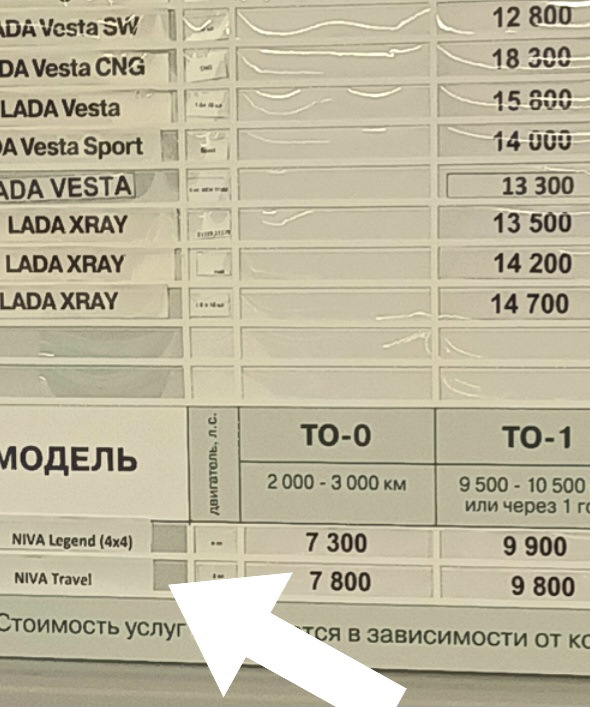 ADA Vesta SW 12 800
DA Vesta CNG CNG 18 300
LADA Vesta 15 800
A Vesta Sport 14 000
ADA VESTA 13 300
LADA XRAY 13 500
LADA XRAY 14 200
LADA XRAY 14 700
МОДЕЛЬ двигатель, л.с. ТО-0 ТО-1
2 000 - 3 000 км 9 500 - 10 500
или через 1 г
NIVA Legend (4x4) 7 300 9 900
NIVA Travel 7 800 9 800
Стоимость услуг тся в зависимости от к